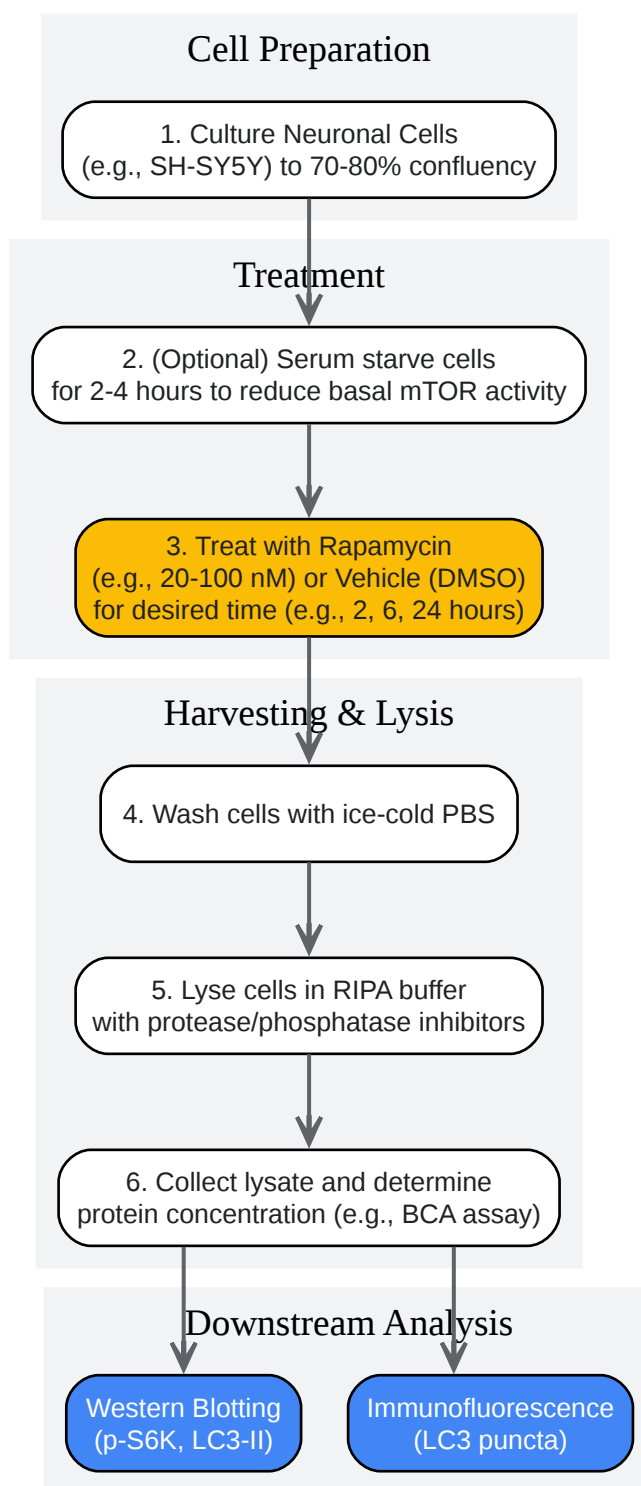 Cell Preparation
1. Culture Neuronal Cells
(e.g., SH-SY5Y) to 70-80% confluency
Treatment
2. (Optional) Serum starve cells
for 2-4 hours to reduce basal mTOR activity
3. Treat with Rapamycin
(e.g., 20-100 nM) or Vehicle (DMSO)
for desired time (e.g., 2, 6, 24 hours)
Harvesting & Lysis
4. Wash cells with ice-cold PBS
5. Lyse cells in RIPA buffer
with protease/phosphatase inhibitors
6. Collect lysate and determine
protein concentration (e.g., BCA assay)
Downstream Analysis
Western Blotting
(p-S6K, LC3-II)
Immunofluorescence
(LC3 puncta)